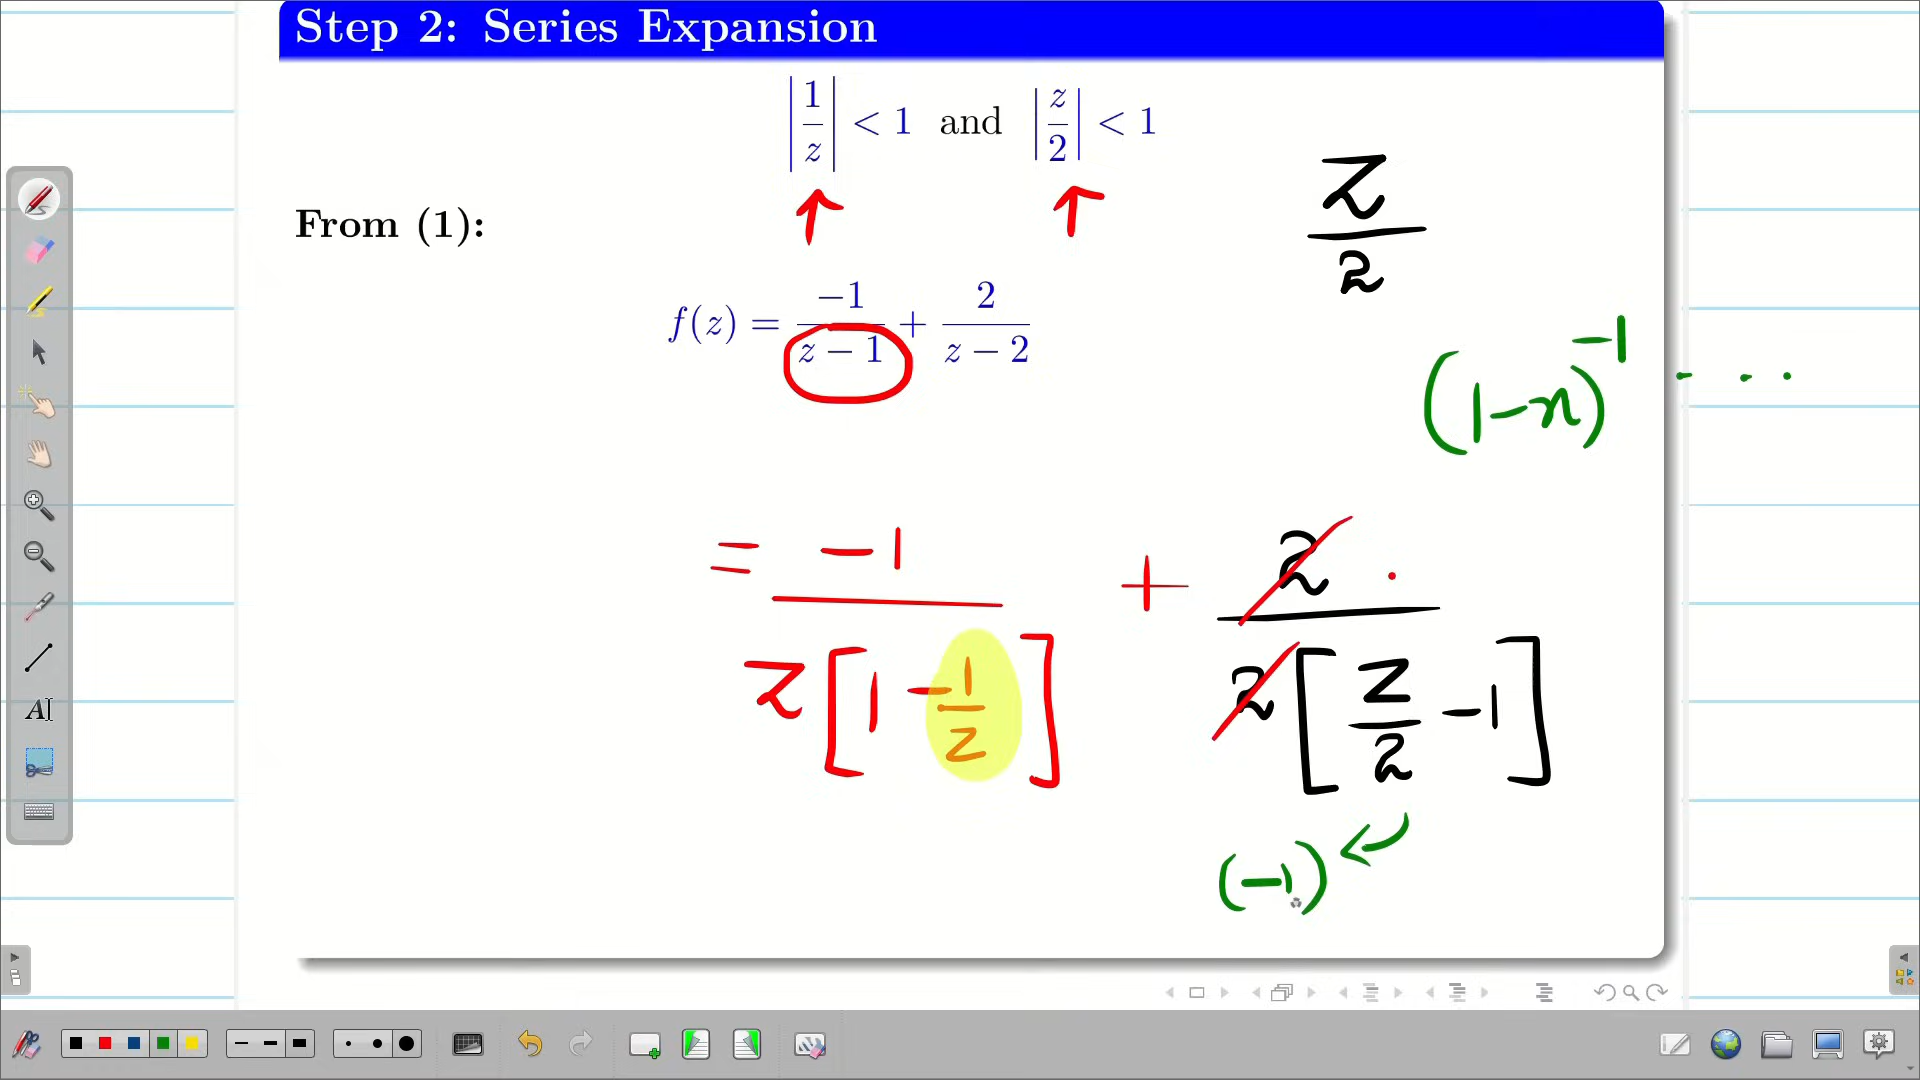 Step 2: Series Expansion
|1/z| < 1 and |z/2| < 1
z/2
From (1):
f(z) = −1/(z − 1) + 2/(z − 2)
(1−n)^−1 . . .
= −1/(z[1 − 1/z]) + 2/(2[z/2 − 1])
(−1)
A